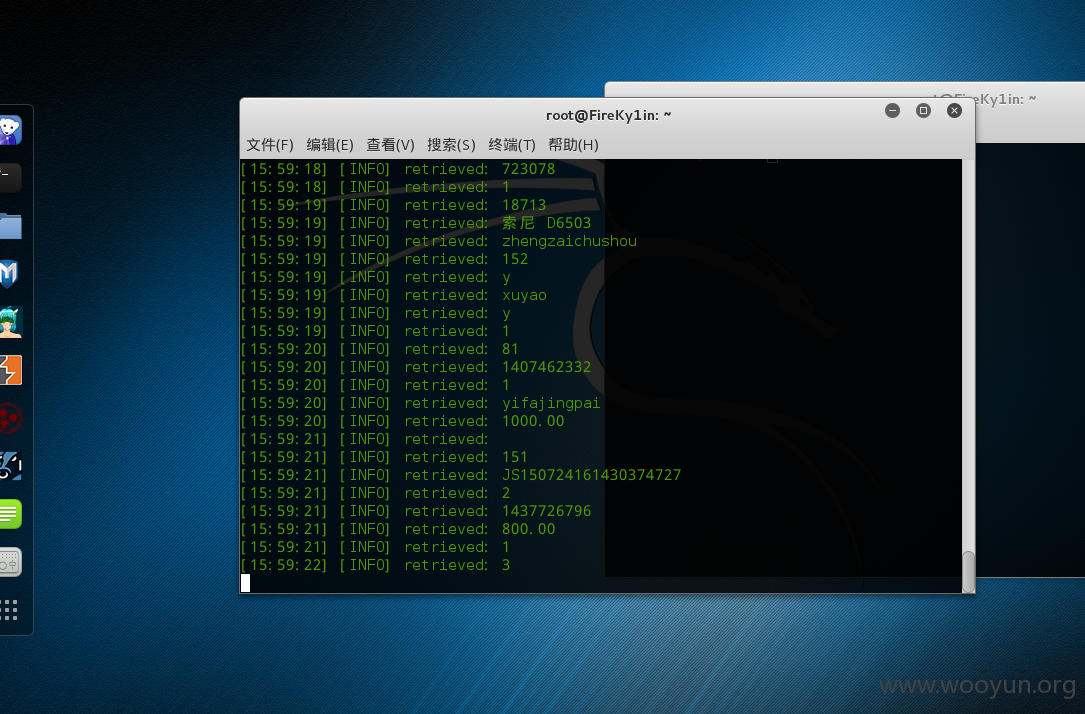 t@FireKy1in: ~
root@FireKy1in: ~
文件(F) 编辑(E) 查看(V) 搜索(S) 终端(T) 帮助(H)
[15:59:18] [INFO] retrieved: 723078
[15:59:18] [INFO] retrieved: 1
[15:59:19] [INFO] retrieved: 18713
[15:59:19] [INFO] retrieved: 索尼 D6503
[15:59:19] [INFO] retrieved: zhengzaichushou
[15:59:19] [INFO] retrieved: 152
[15:59:19] [INFO] retrieved: y
[15:59:19] [INFO] retrieved: xuyao
[15:59:19] [INFO] retrieved: y
[15:59:19] [INFO] retrieved: 1
[15:59:20] [INFO] retrieved: 81
[15:59:20] [INFO] retrieved: 1407462332
[15:59:20] [INFO] retrieved: 1
[15:59:20] [INFO] retrieved: yifajingpai
[15:59:20] [INFO] retrieved: 1000.00
[15:59:21] [INFO] retrieved:
[15:59:21] [INFO] retrieved: 151
[15:59:21] [INFO] retrieved: JS150724161430374727
[15:59:21] [INFO] retrieved: 2
[15:59:21] [INFO] retrieved: 1437726796
[15:59:21] [INFO] retrieved: 800.00
[15:59:21] [INFO] retrieved: 1
[15:59:22] [INFO] retrieved: 3
www.wooyun.org